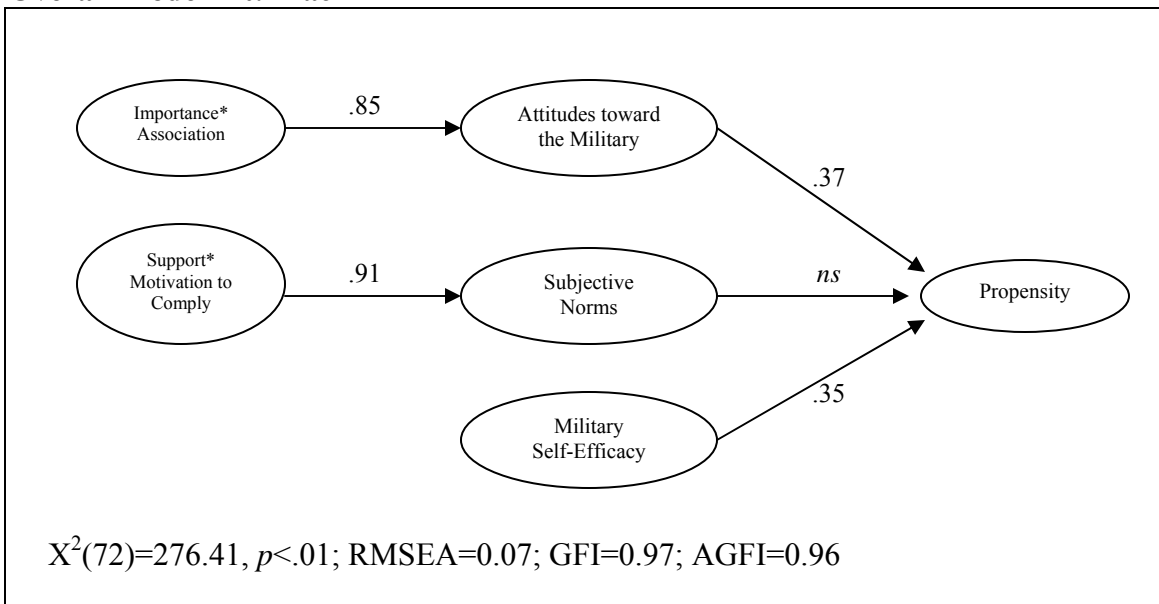 Importance*
Association
.85
Attitudes toward
the Military
.37
Support*
Motivation to
Comply
.91
Subjective
Norms
ns
Propensity
Military
Self-Efficacy
.35
X²(72)=276.41, p<.01; RMSEA=0.07; GFI=0.97; AGFI=0.96